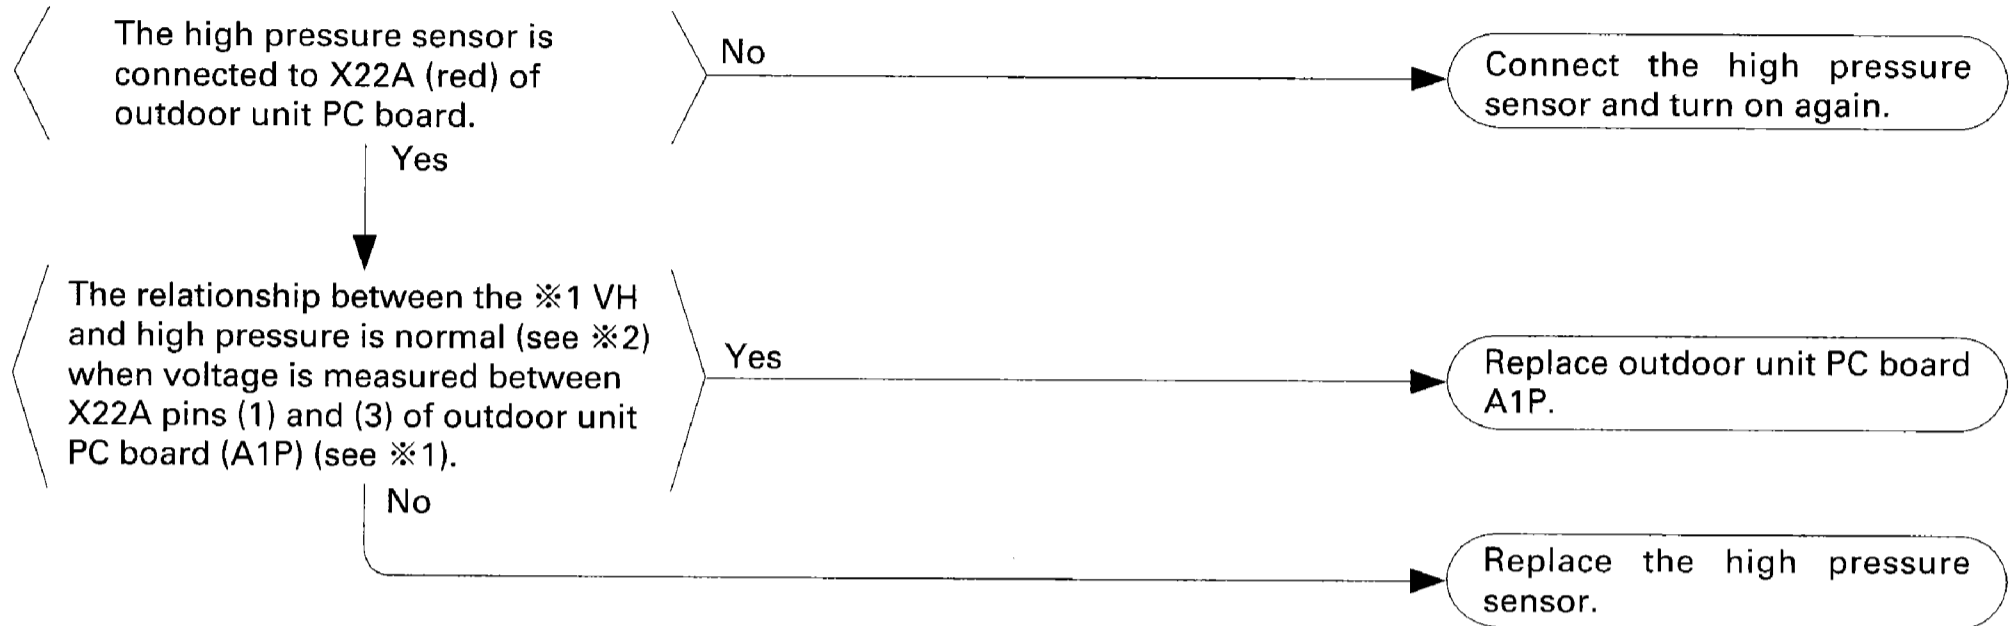 The high pressure sensor is
connected to X22A (red) of
outdoor unit PC board.
No
Connect the high pressure
sensor and turn on again.
Yes
The relationship between the ※1 VH
and high pressure is normal (see ※2)
when voltage is measured between
X22A pins (1) and (3) of outdoor unit
PC board (A1P) (see ※1).
Yes
Replace outdoor unit PC board
A1P.
No
Replace the high pressure
sensor.